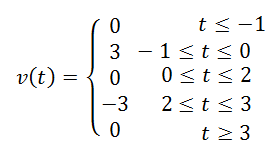 0 t ≤ −1
3 − 1 ≤ t ≤ 0
v(t) = { 0 0 ≤ t ≤ 2
−3 2 ≤ t ≤ 3
0 t ≥ 3